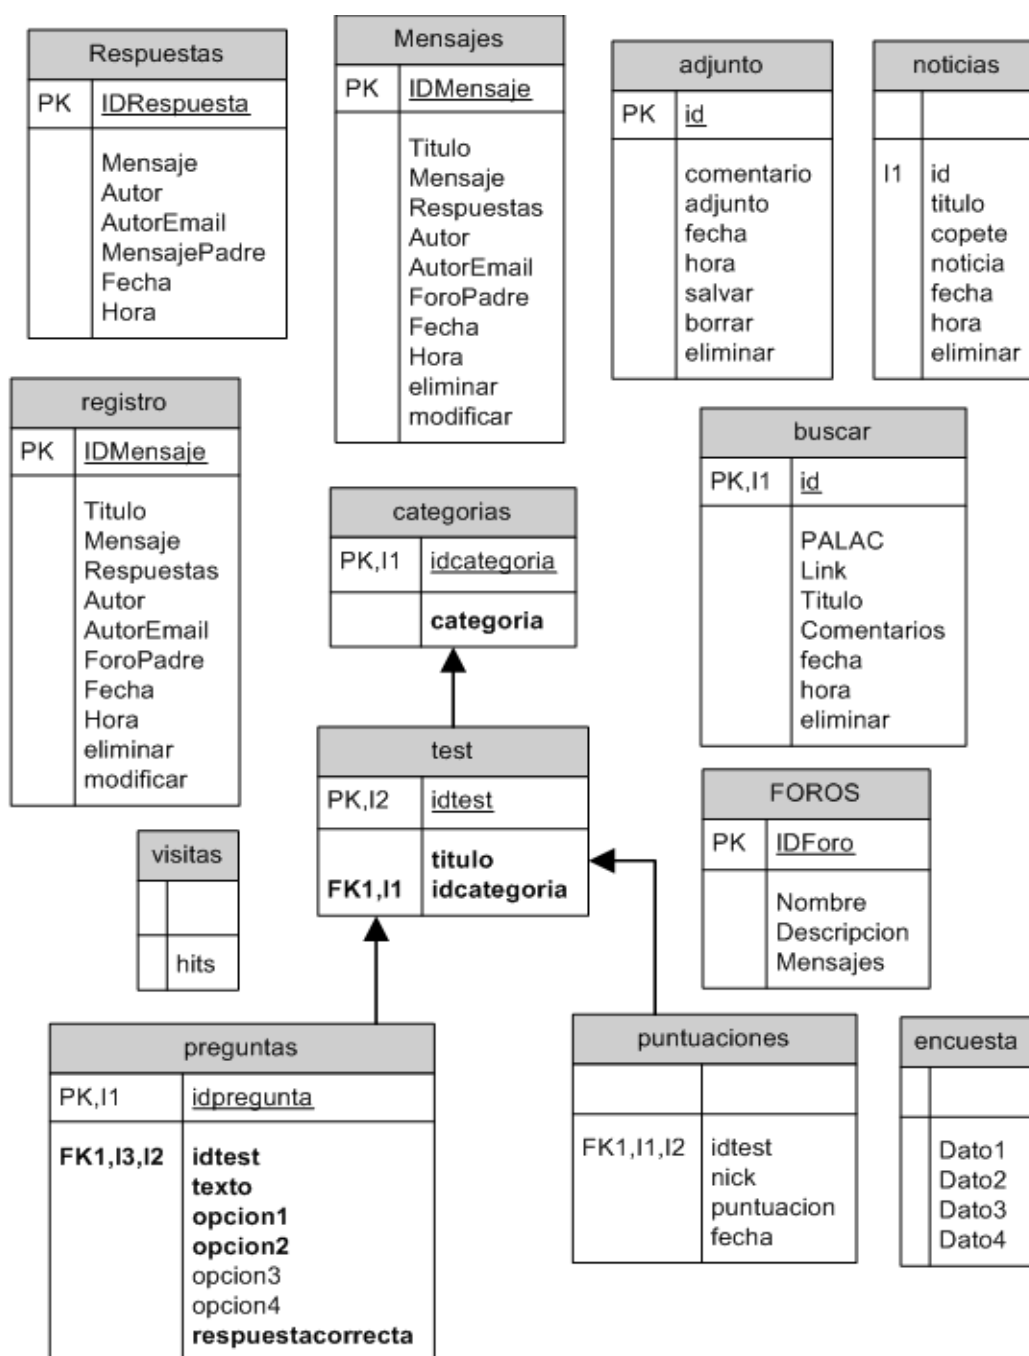 Respuestas
PK IDRespuesta
Mensaje
Autor
AutorEmail
MensajePadre
Fecha
Hora
Mensajes
PK IDMensaje
Titulo
Mensaje
Respuestas
Autor
AutorEmail
ForoPadre
Fecha
Hora
eliminar
modificar
adjunto
PK id
comentario
adjunto
fecha
hora
salvar
borrar
eliminar
noticias
I1 id
titulo
copete
noticia
fecha
hora
eliminar
registro
PK IDMensaje
Titulo
Mensaje
Respuestas
Autor
AutorEmail
ForoPadre
Fecha
Hora
eliminar
modificar
categorias
PK,I1 idcategoria
categoria
buscar
PK,I1 id
PALAC
Link
Titulo
Comentarios
fecha
hora
eliminar
test
PK,I2 idtest
titulo
FK1,I1 idcategoria
visitas
hits
FOROS
PK IDForo
Nombre
Descripcion
Mensajes
preguntas
PK,I1 idpregunta
FK1,I3,I2 idtest
texto
opcion1
opcion2
opcion3
opcion4
respuestacorrecta
puntuaciones
FK1,I1,I2 idtest
nick
puntuacion
fecha
encuesta
Dato1
Dato2
Dato3
Dato4